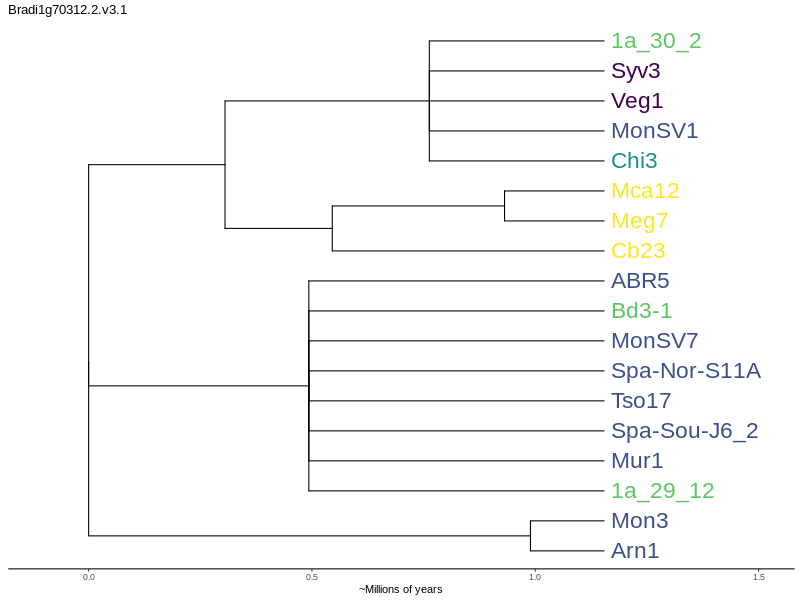 Bradi1g70312.2.v3.1
1a_30_2
Syv3
Veg1
MonSV1
Chi3
Mca12
Meg7
Cb23
ABR5
Bd3-1
MonSV7
Spa-Nor-S11A
Tso17
Spa-Sou-J6_2
Mur1
1a_29_12
Mon3
Arn1
0.0 0.5 1.0 1.5
~Millions of years